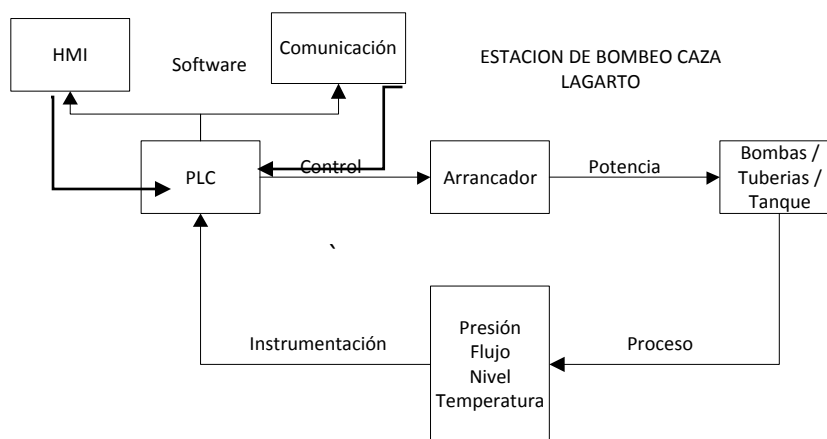 HMI
Software
Comunicación
ESTACION DE BOMBEO CAZA
LAGARTO
PLC
Control
Arrancador
Potencia
Bombas /
Tuberias /
Tanque
`
Instrumentación
Presión
Flujo
Nivel
Temperatura
Proceso